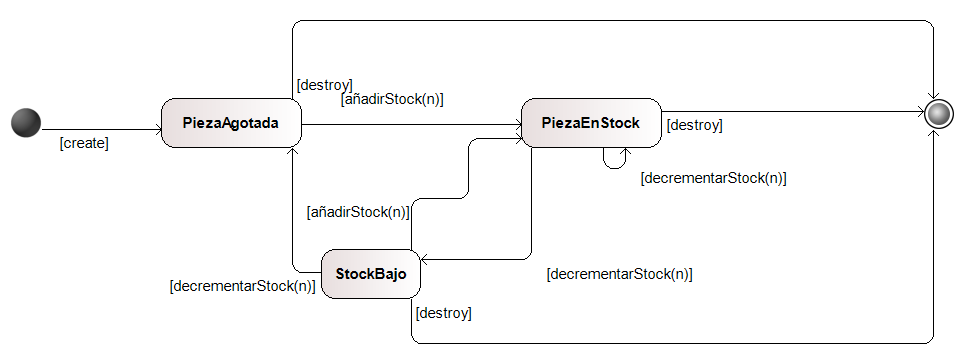 [destroy]
[añadirStock(n)]
PiezaAgotada
PiezaEnStock
[destroy]
[create]
[decrementarStock(n)]
[añadirStock(n)]
StockBajo
[decrementarStock(n)]
[decrementarStock(n)]
[destroy]